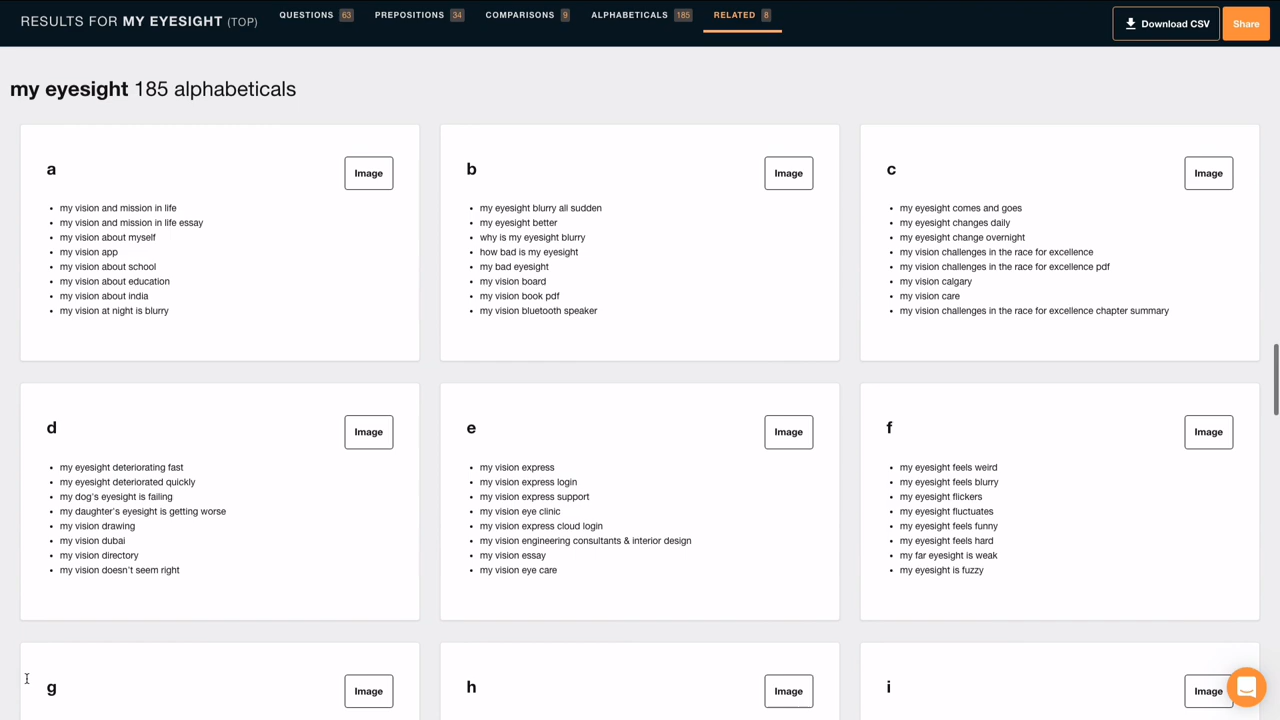 RESULTS FOR MY EYESIGHT (TOP)
QUESTIONS 63
PREPOSITIONS 34
COMPARISONS 9
ALPHABETICALS 185
RELATED 8
Download CSV
Share
my eyesight 185 alphabeticals
a
Image
my vision and mission in life
my vision and mission in life essay
my vision about myself
my vision app
my vision about school
my vision about education
my vision about india
my vision at night is blurry
b
Image
my eyesight blurry all sudden
my eyesight better
why is my eyesight blurry
how bad is my eyesight
my bad eyesight
my vision board
my vision book pdf
my vision bluetooth speaker
c
Image
my eyesight comes and goes
my eyesight changes daily
my eyesight change overnight
my vision challenges in the race for excellence
my vision challenges in the race for excellence pdf
my vision calgary
my vision care
my vision challenges in the race for excellence chapter summary
d
Image
my eyesight deteriorating fast
my eyesight deteriorated quickly
my dog's eyesight is failing
my daughter's eyesight is getting worse
my vision drawing
my vision dubai
my vision directory
my vision doesn't seem right
e
Image
my vision express
my vision express login
my vision express support
my vision eye clinic
my vision express cloud login
my vision engineering consultants & interior design
my vision essay
my vision eye care
f
Image
my eyesight feels weird
my eyesight feels blurry
my eyesight flickers
my eyesight fluctuates
my eyesight feels funny
my eyesight feels hard
my far eyesight is weak
my eyesight is fuzzy
g
Image
h
Image
i
Image